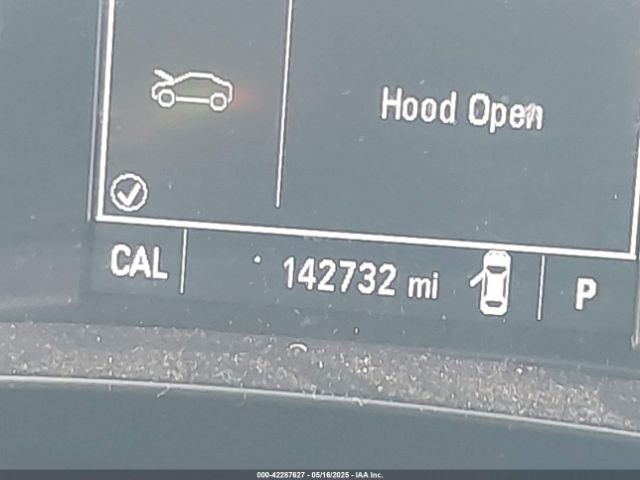 Hood Open
CAL 142732 mi P
000-42287627 - 05/16/2025 - IAA Inc.